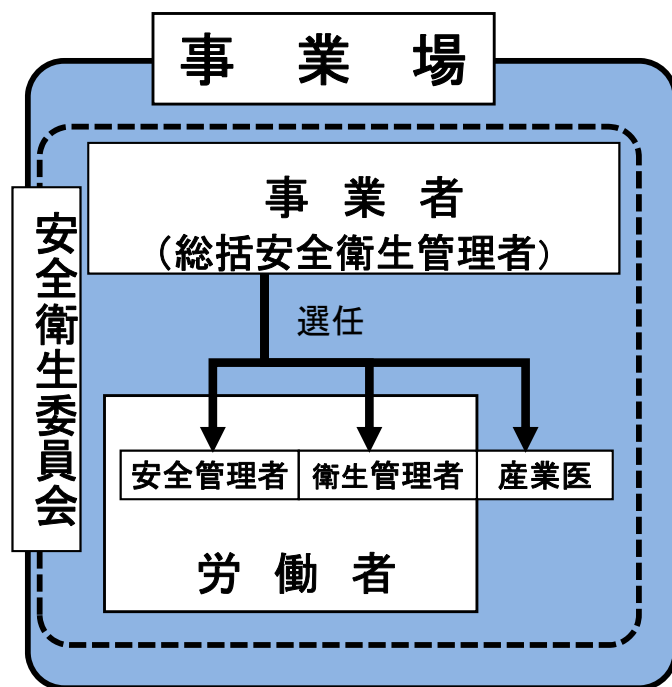 事業場
安全衛生委員会
事業者
（総括安全衛生管理者）
選任
安全管理者
衛生管理者
産業医
労働者